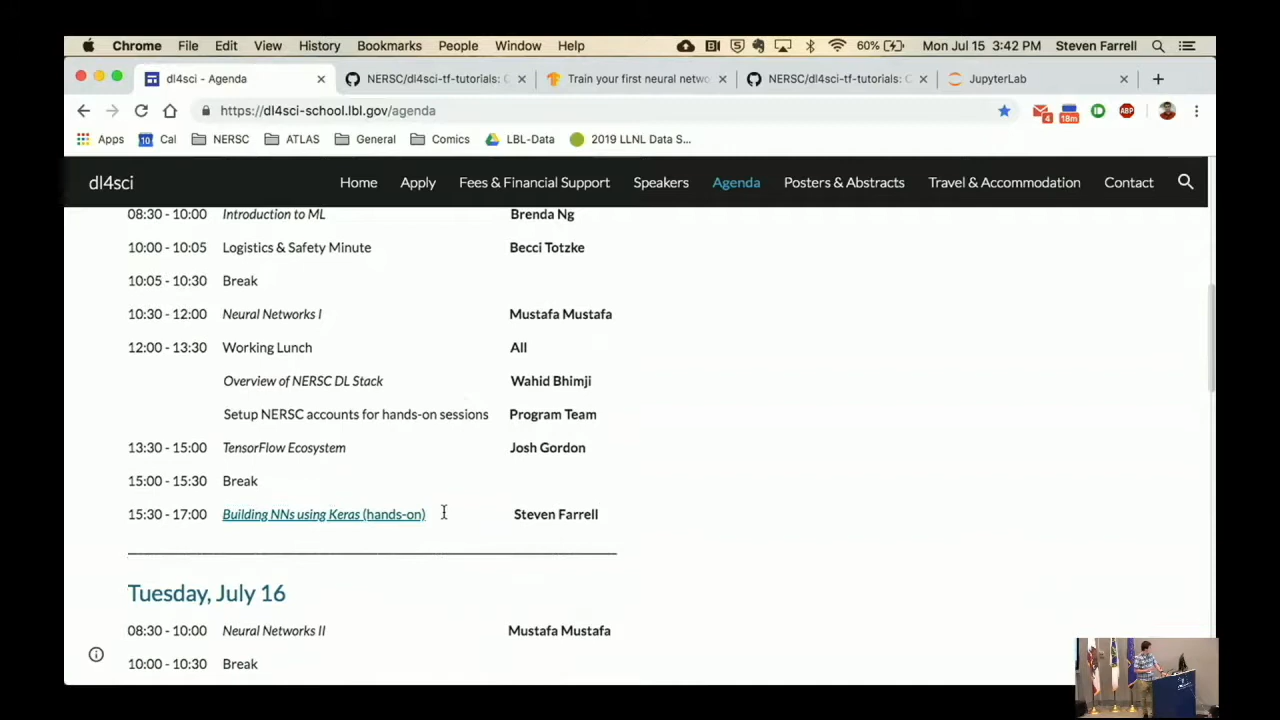 Chrome File Edit View History Bookmarks People Window Help 60% Mon Jul 15 3:42 PM Steven Farrell
dl4sci - Agenda NERSC/dl4sci-tf-tutorials: C Train your first neural netwo NERSC/dl4sci-tf-tutorials: C JupyterLab
https://dl4sci-school.lbl.gov/agenda 4 18m ABP
Apps 10 Cal NERSC ATLAS General Comics LBL-Data 2019 LLNL Data S...
dl4sci Home Apply Fees & Financial Support Speakers Agenda Posters & Abstracts Travel & Accommodation Contact
08:30 - 10:00 Introduction to ML Brenda Ng
10:00 - 10:05 Logistics & Safety Minute Becci Totzke
10:05 - 10:30 Break
10:30 - 12:00 Neural Networks I Mustafa Mustafa
12:00 - 13:30 Working Lunch All
Overview of NERSC DL Stack Wahid Bhimji
Setup NERSC accounts for hands-on sessions Program Team
13:30 - 15:00 TensorFlow Ecosystem Josh Gordon
15:00 - 15:30 Break
15:30 - 17:00 Building NNs using Keras (hands-on) Steven Farrell
Tuesday, July 16
08:30 - 10:00 Neural Networks II Mustafa Mustafa
10:00 - 10:30 Break